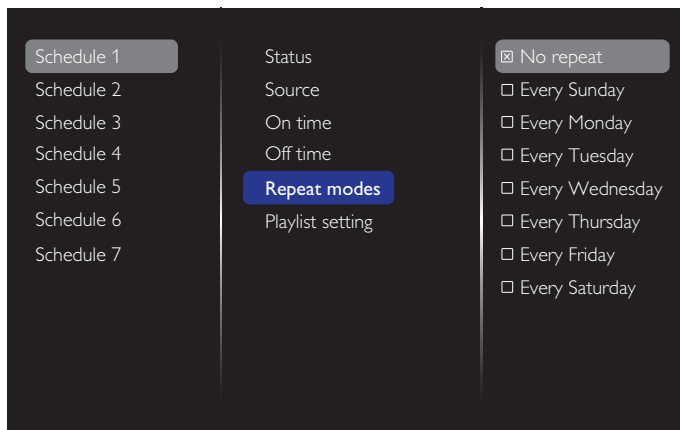 Schedule 1
Schedule 2
Schedule 3
Schedule 4
Schedule 5
Schedule 6
Schedule 7
Status
Source
On time
Off time
Repeat modes
Playlist setting
☒ No repeat
☐ Every Sunday
☐ Every Monday
☐ Every Tuesday
☐ Every Wednesday
☐ Every Thursday
☐ Every Friday
☐ Every Saturday